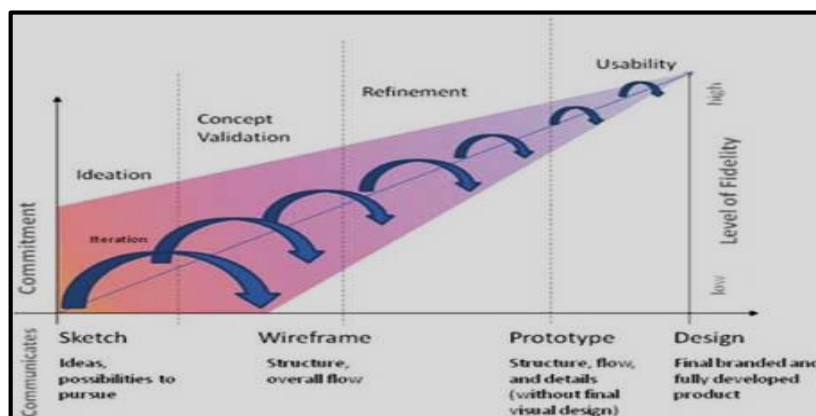 Usability
Refinement
Concept
Validation
Ideation
Iteration
Commitment
high
Level of Fidelity
low
Communicates
Sketch
Wireframe
Prototype
Design
Ideas,
possibilities to
pursue
Structure,
overall flow
Structure, flow,
and details
(without final
visual design)
Final branded and
fully developed
product